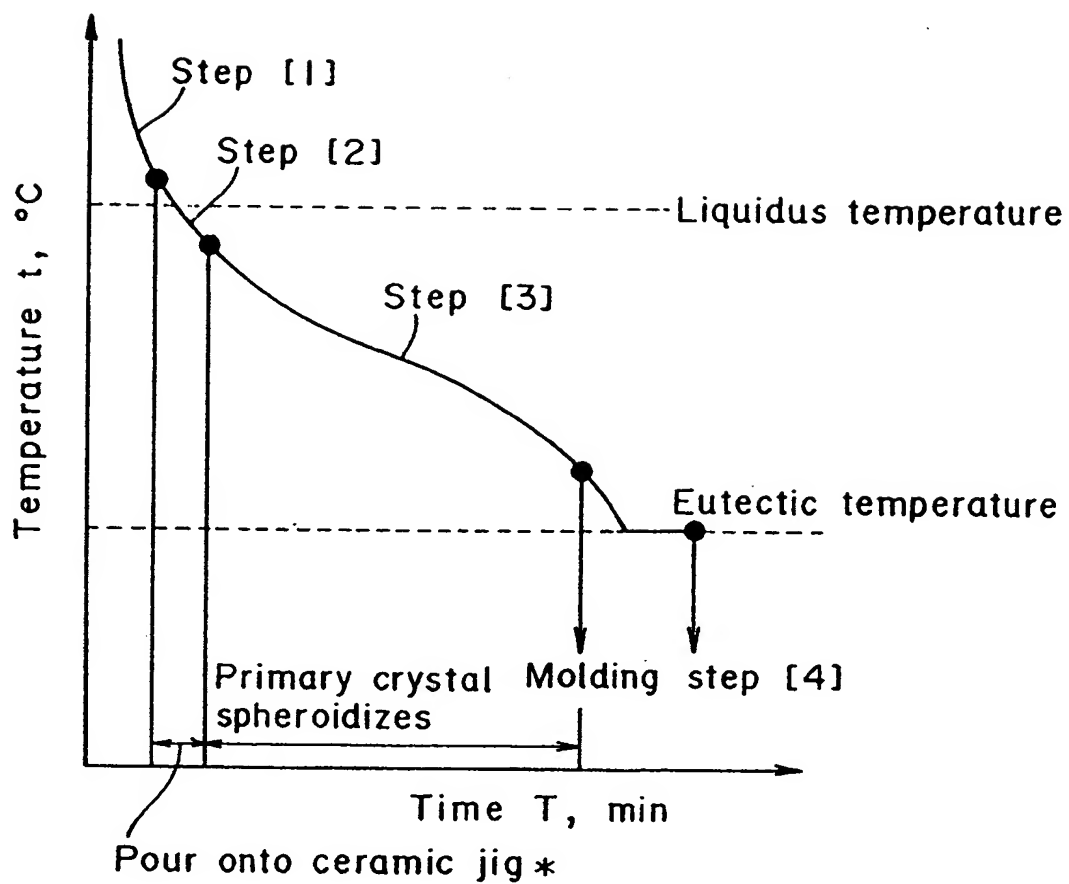 Step [1]
Step [2]
Liquidus temperature
Step [3]
Temperature t, °C
Eutectic temperature
Primary crystal
spheroidizes
Molding step [4]
Time T, min
Pour onto ceramic jig *